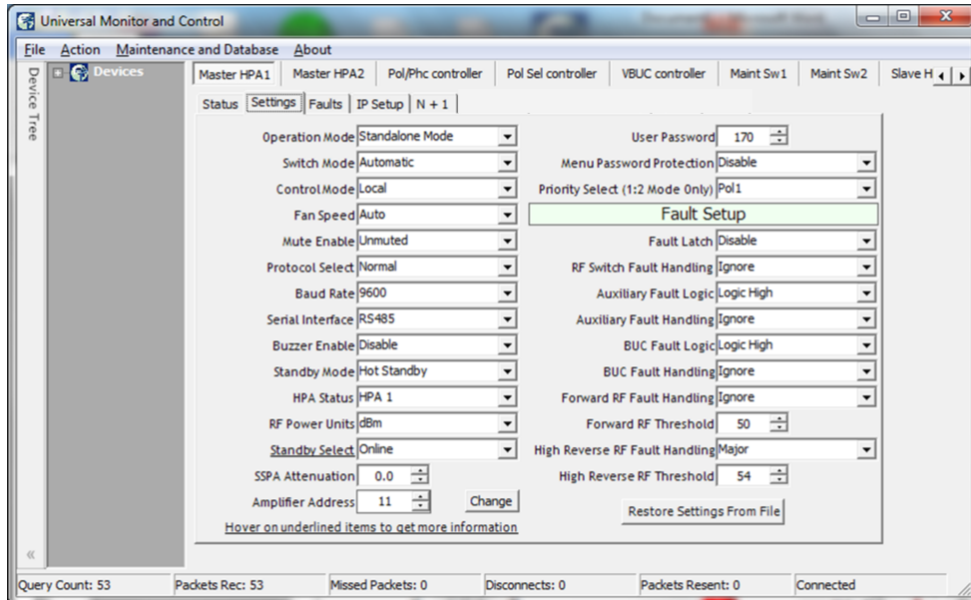 Universal Monitor and Control
File Action Maintenance and Database About
Device Tree
Devices
Master HPA1 Master HPA2 Pol/Phc controller Pol Sel controller VBUC controller Maint Sw1 Maint Sw2 Slave H
Status Settings Faults IP Setup N + 1
Operation Mode Standalone Mode
Switch Mode Automatic
Control Mode Local
Fan Speed Auto
Mute Enable Unmuted
Protocol Select Normal
Baud Rate 9600
Serial Interface RS485
Buzzer Enable Disable
Standby Mode Hot Standby
HPA Status HPA 1
RF Power Units dBm
Standby Select Online
SSPA Attenuation 0.0
Amplifier Address 11 Change
Hover on underlined items to get more information
User Password 170
Menu Password Protection Disable
Priority Select (1:2 Mode Only) Pol1
Fault Setup
Fault Latch Disable
RF Switch Fault Handling Ignore
Auxiliary Fault Logic Logic High
Auxiliary Fault Handling Ignore
BUC Fault Logic Logic High
BUC Fault Handling Ignore
Forward RF Fault Handling Ignore
Forward RF Threshold 50
High Reverse RF Fault Handling Major
High Reverse RF Threshold 54
Restore Settings From File
Query Count: 53 Packets Rec: 53 Missed Packets: 0 Disconnects: 0 Packets Resent: 0 Connected